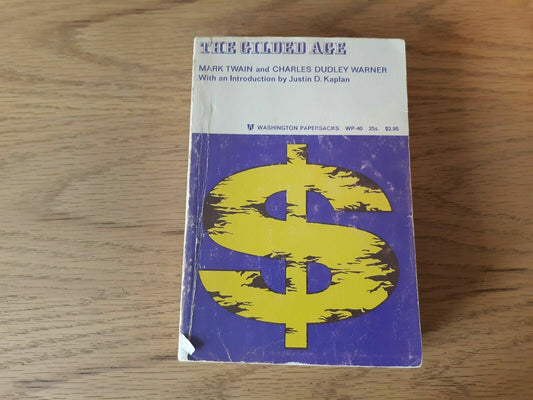 THE GILDED AGE
MARK TWAIN and CHARLES DUDLEY WARNER
With an Introduction by Justin D. Kaplan
WASHINGTON PAPERBACKS WP-40 25s. $2.95